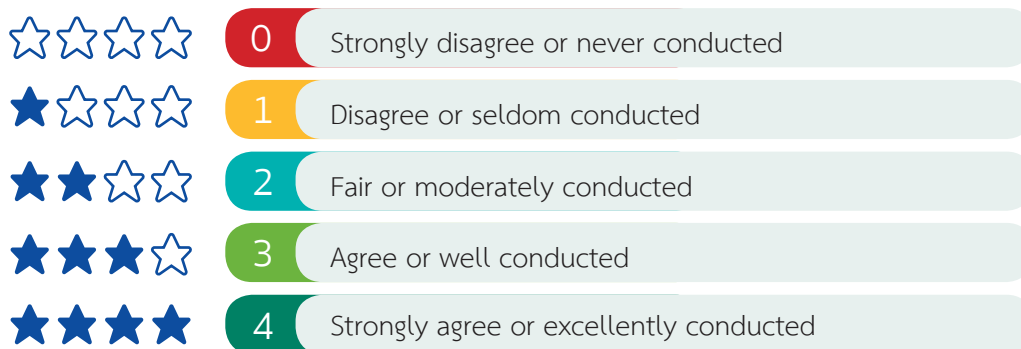 0 Strongly disagree or never conducted
1 Disagree or seldom conducted
2 Fair or moderately conducted
3 Agree or well conducted
4 Strongly agree or excellently conducted